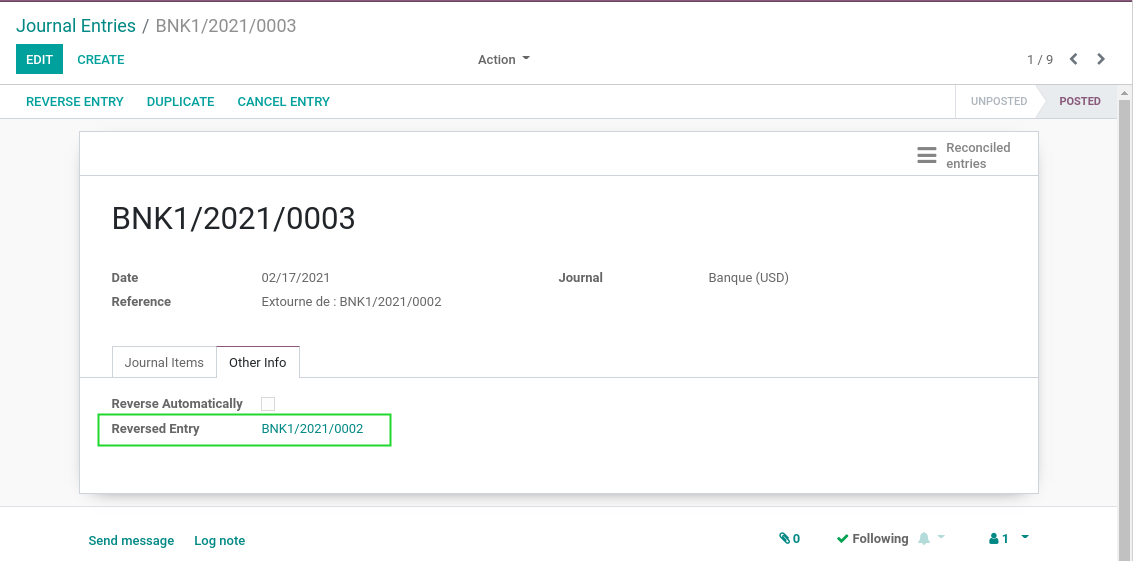 Journal Entries / BNK1/2021/0003
EDIT CREATE Action 1 / 9
REVERSE ENTRY DUPLICATE CANCEL ENTRY UNPOSTED POSTED
Reconciled
entries
BNK1/2021/0003
Date 02/17/2021 Journal Banque (USD)
Reference Extourne de : BNK1/2021/0002
Journal Items Other Info
Reverse Automatically
Reversed Entry BNK1/2021/0002
Send message Log note 0 Following 1